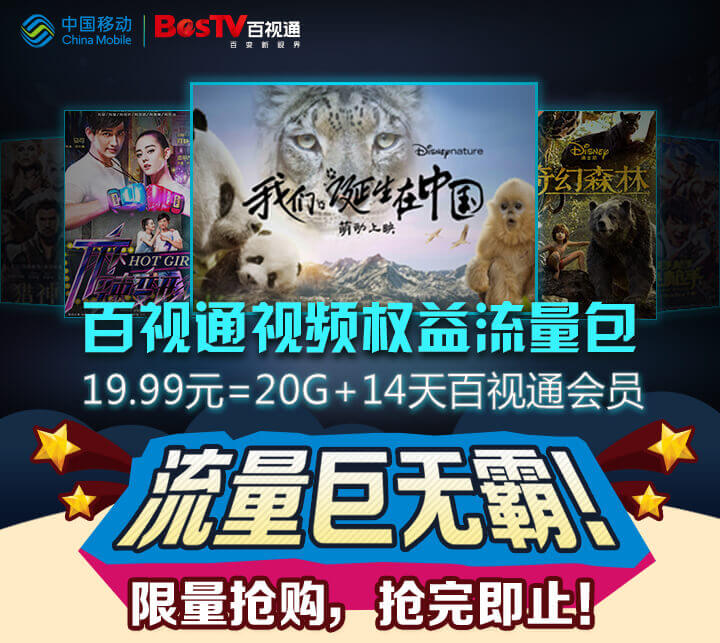 中国移动
China Mobile
BesTV百视通
百变新视界
Disneynature
我们诞生在中国
萌动上映
HOT GIRL
Disney
奇幻森林
百视通视频权益流量包
19.99元=20G+14天百视通会员
流量巨无霸!
限量抢购，抢完即止!